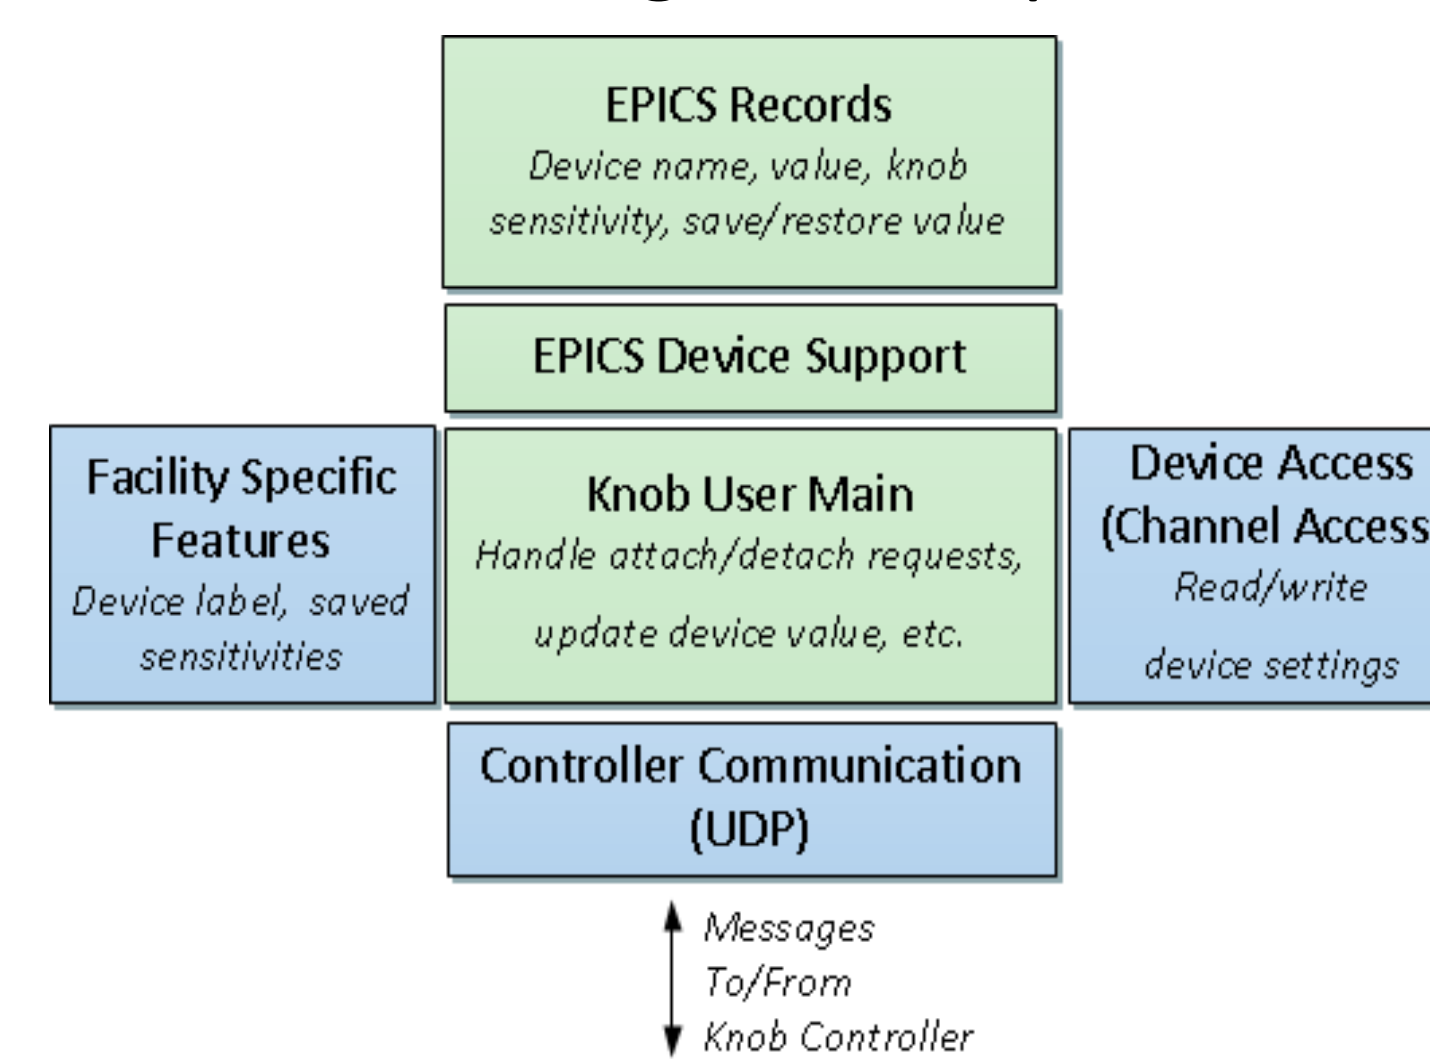 EPICS Records
Device name, value, knob
sensitivity, save/restore value
EPICS Device Support
Facility Specific
Features
Device label, saved
sensitivities
Knob User Main
Handle attach/detach requests,
update device value, etc.
Device Access
(Channel Access
Read/write
device settings
Controller Communication
(UDP)
Messages
To/From
Knob Controller